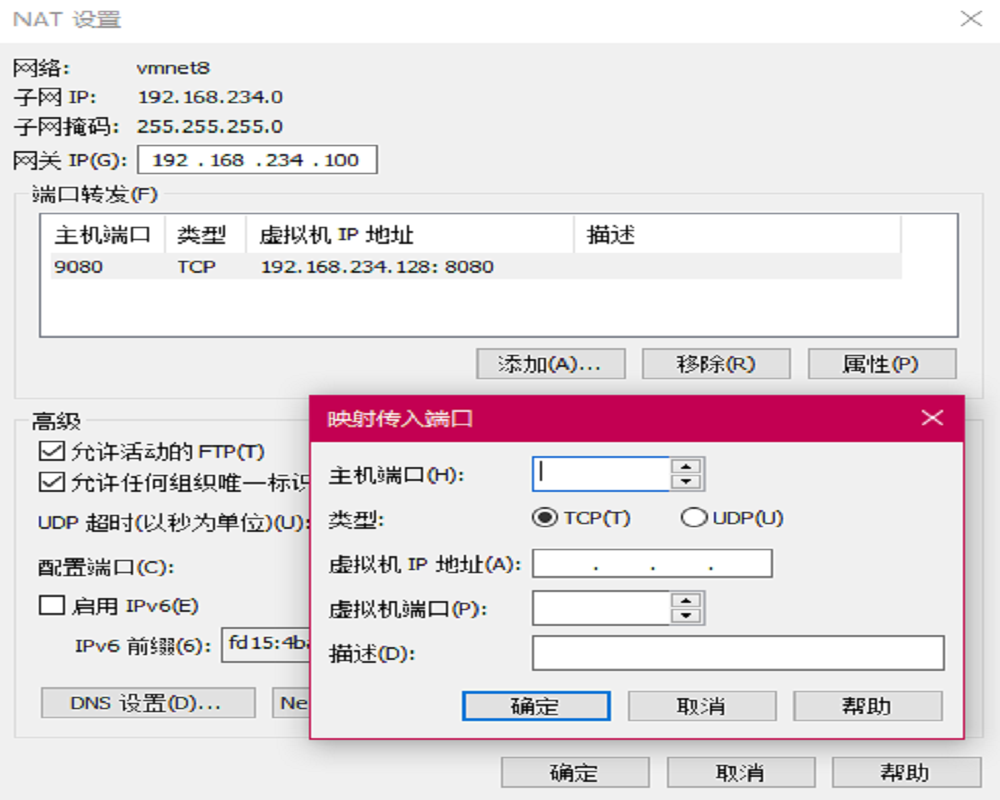 NAT 设置
网络: vmnet8
子网 IP: 192.168.234.0
子网掩码: 255.255.255.0
网关 IP(G): 192 . 168 . 234 . 100
端口转发(F)
主机端口 类型 虚拟机 IP 地址 描述
9080 TCP 192.168.234.128: 8080
添加(A)... 移除(R) 属性(P)
高级
允许活动的 FTP(T)
允许任何组织唯一标识
UDP 超时(以秒为单位)(U):
配置端口(C):
启用 IPv6(E)
IPv6 前缀(6): fd15:4ba
DNS 设置(D)... Ne
映射传入端口
主机端口(H):
类型: TCP(T) UDP(U)
虚拟机 IP 地址(A): . . .
虚拟机端口(P):
描述(D):
确定 取消 帮助
确定 取消 帮助